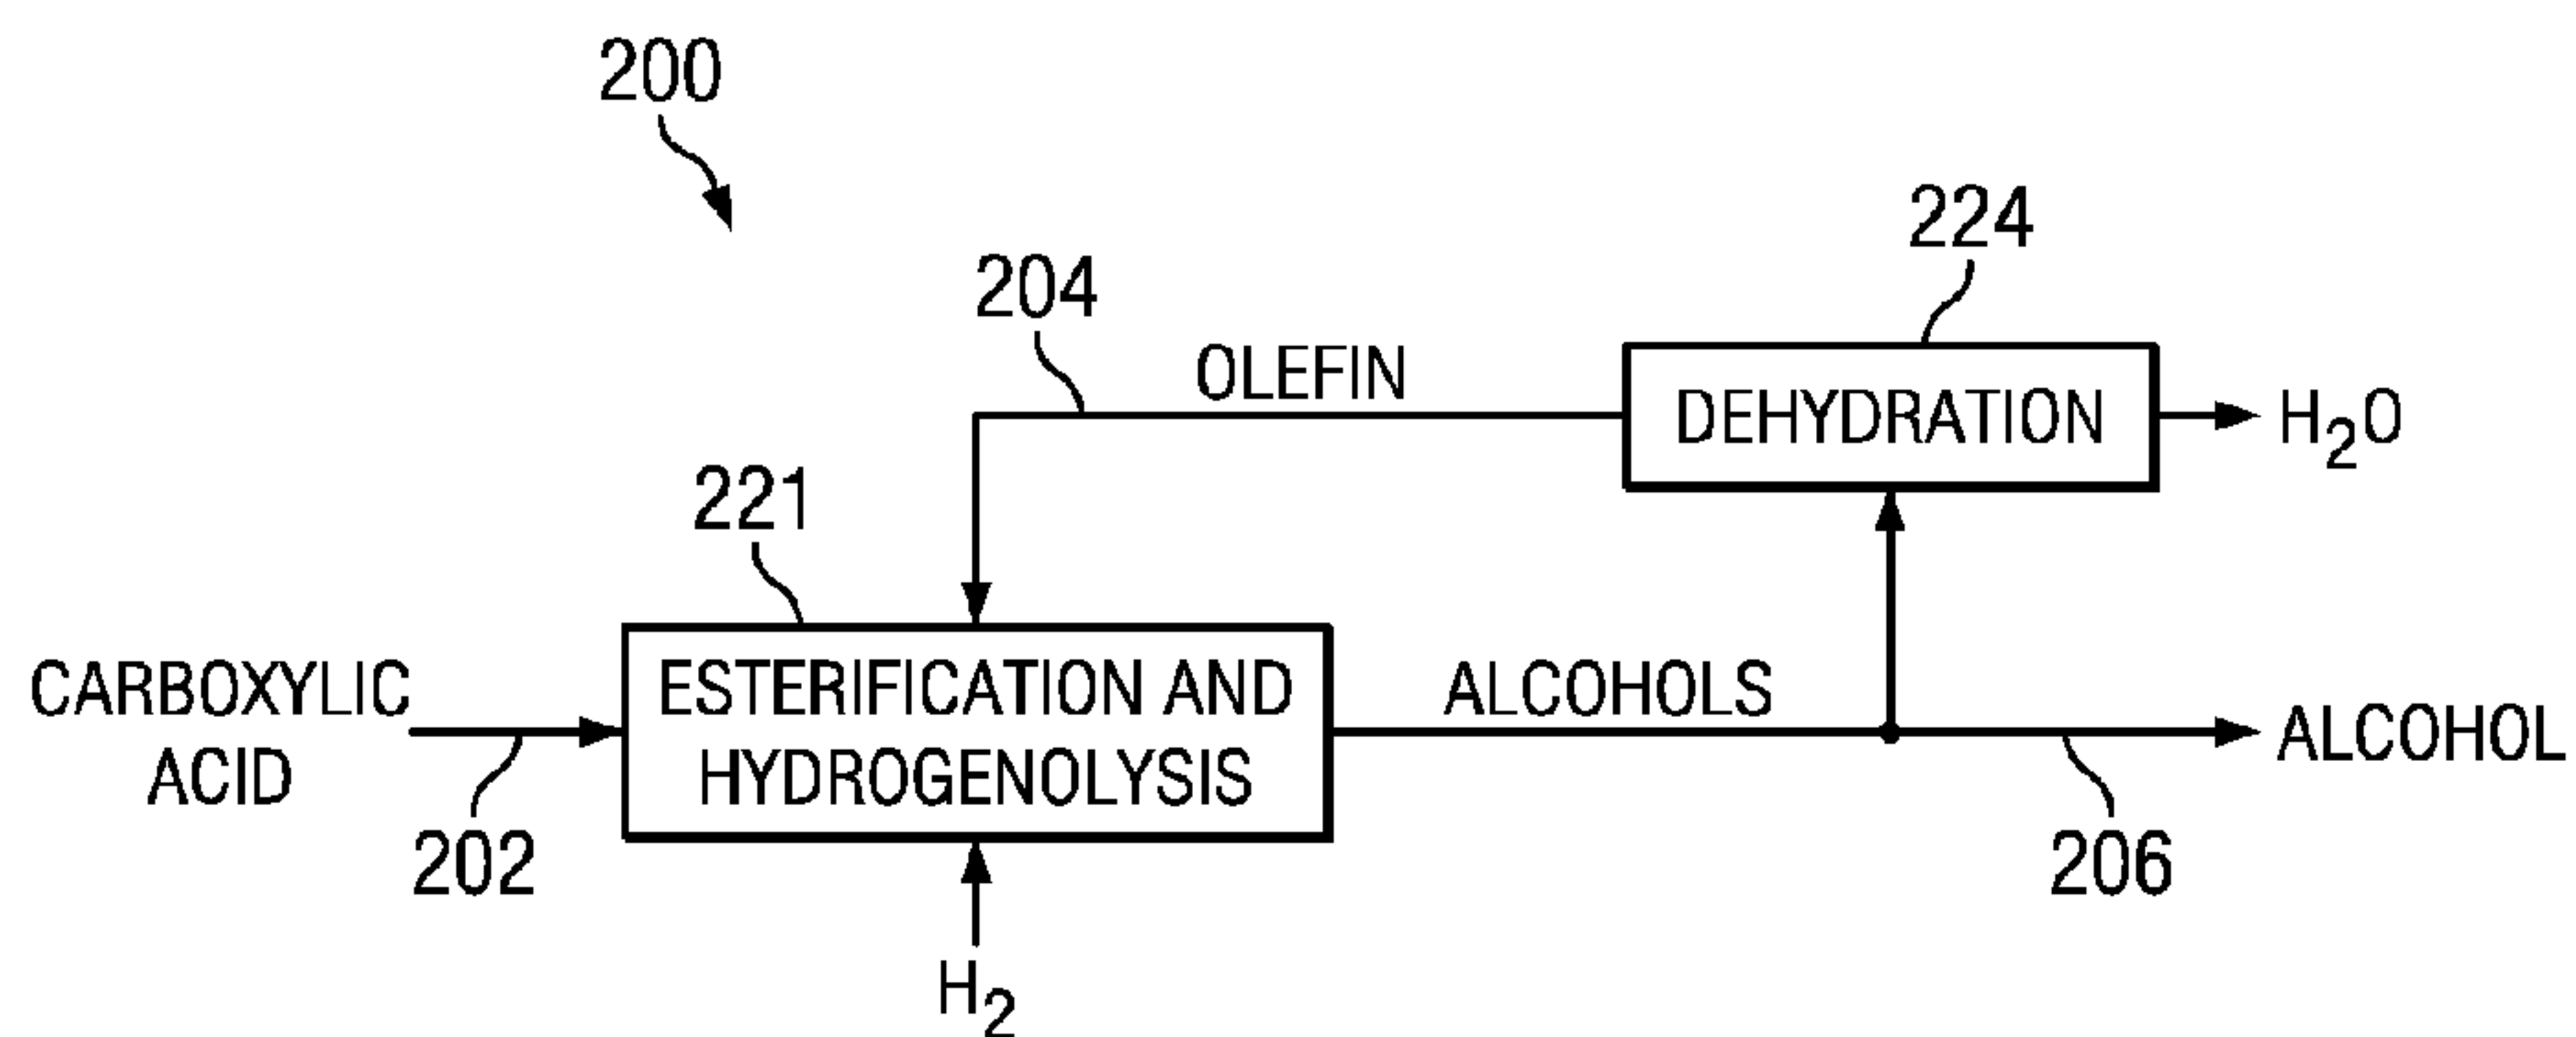 200
224
204
OLEFIN
DEHYDRATION
H2O
221
CARBOXYLIC
ACID
ESTERIFICATION AND
HYDROGENOLYSIS
ALCOHOLS
ALCOHOL
202
206
H2